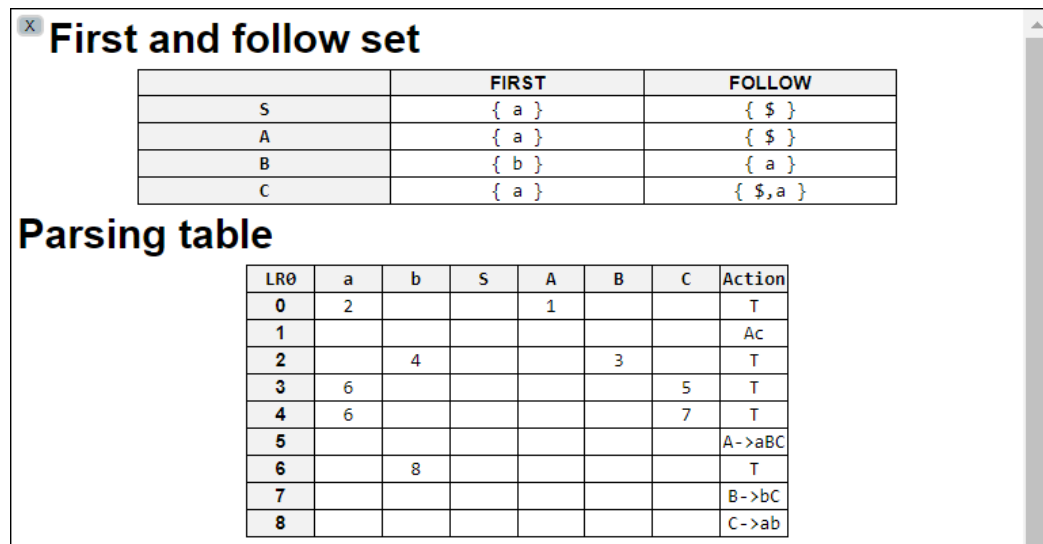 X
First and follow set
FIRST FOLLOW
S { a } { $ }
A { a } { $ }
B { b } { a }
C { a } { $,a }
Parsing table
LR0 a b S A B C Action
0 2 1 T
1 Ac
2 4 3 T
3 6 5 T
4 6 7 T
5 A->aBC
6 8 T
7 B->bC
8 C->ab